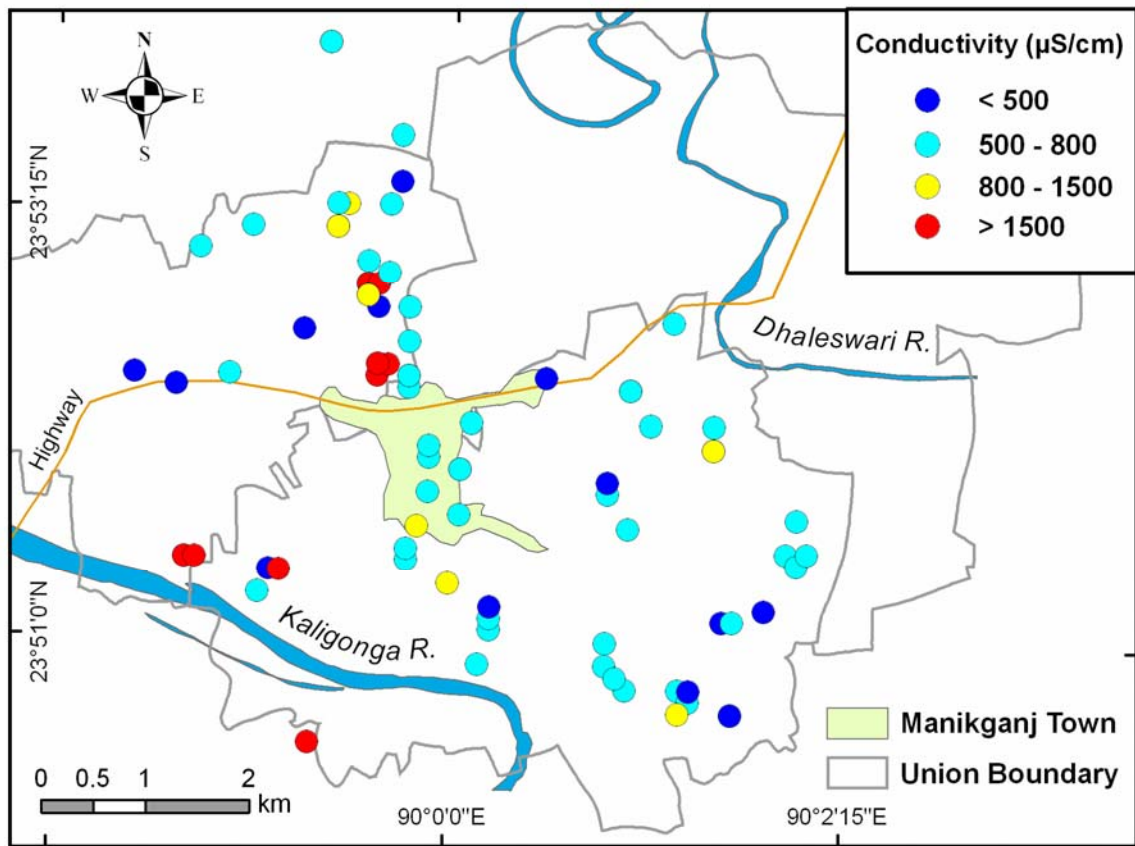 Conductivity (µS/cm)
< 500
500 - 800
800 - 1500
> 1500
N
W E
S
23°53'15"N
Dhaleswari R.
Highway
Kaligonga R.
23°51'0"N
Manikganj Town
Union Boundary
0 0.5 1 2
km
90°0'0"E
90°2'15"E